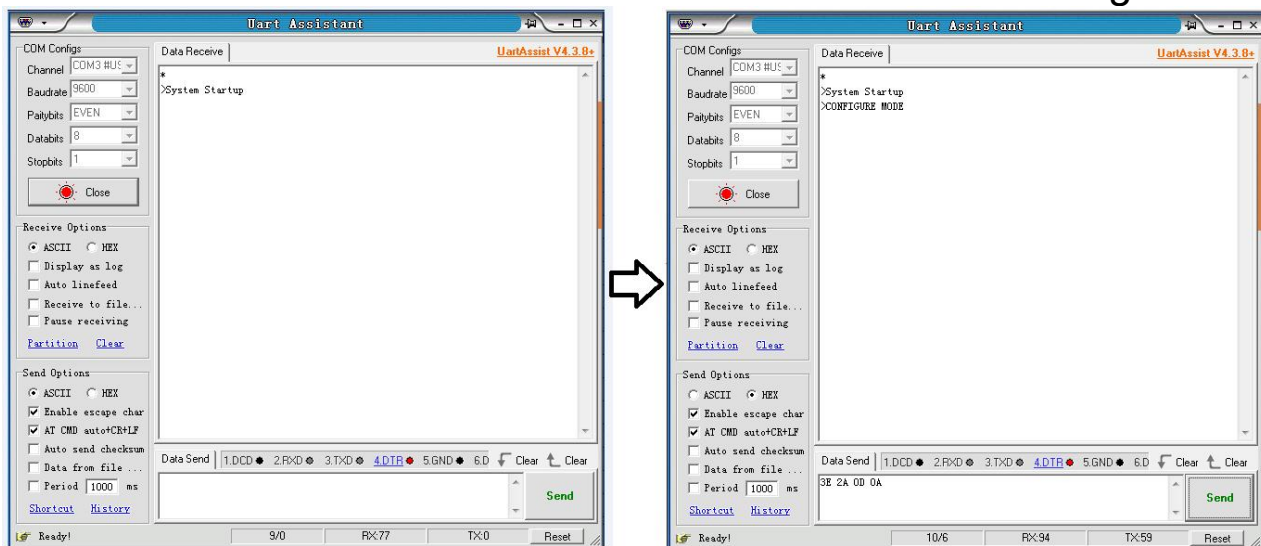 Uart Assistant
COM Configs
Channel COM3 #US
Baudrate 9600
Paitybits EVEN
Databits 8
Stopbits 1
Close
Receive Options
ASCII HEX
Display as log
Auto linefeed
Receive to file...
Pause receiving
Partition Clear
Send Options
ASCII HEX
Enable escape char
AT CMD auto+CR+LF
Auto send checksum
Data from file ...
Period 1000 ms
Shortcut History
Data Receive UartAssist V4.3.8+
*
>System Startup
Data Send 1.DCD 2.RXD 3.TXD 4.DTR 5.GND 6.D Clear Clear
Send
Ready! 9/0 RX:77 TX:0 Reset
Uart Assistant
COM Configs
Channel COM3 #US
Baudrate 9600
Paitybits EVEN
Databits 8
Stopbits 1
Close
Receive Options
ASCII HEX
Display as log
Auto linefeed
Receive to file...
Pause receiving
Partition Clear
Send Options
ASCII HEX
Enable escape char
AT CMD auto+CR+LF
Auto send checksum
Data from file ...
Period 1000 ms
Shortcut History
Data Receive UartAssist V4.3.8+
*
>System Startup
>CONFIGURE MODE
Data Send 1.DCD 2.RXD 3.TXD 4.DTR 5.GND 6.D Clear Clear
3E 2A 0D 0A
Send
Ready! 10/6 RX:94 TX:59 Reset